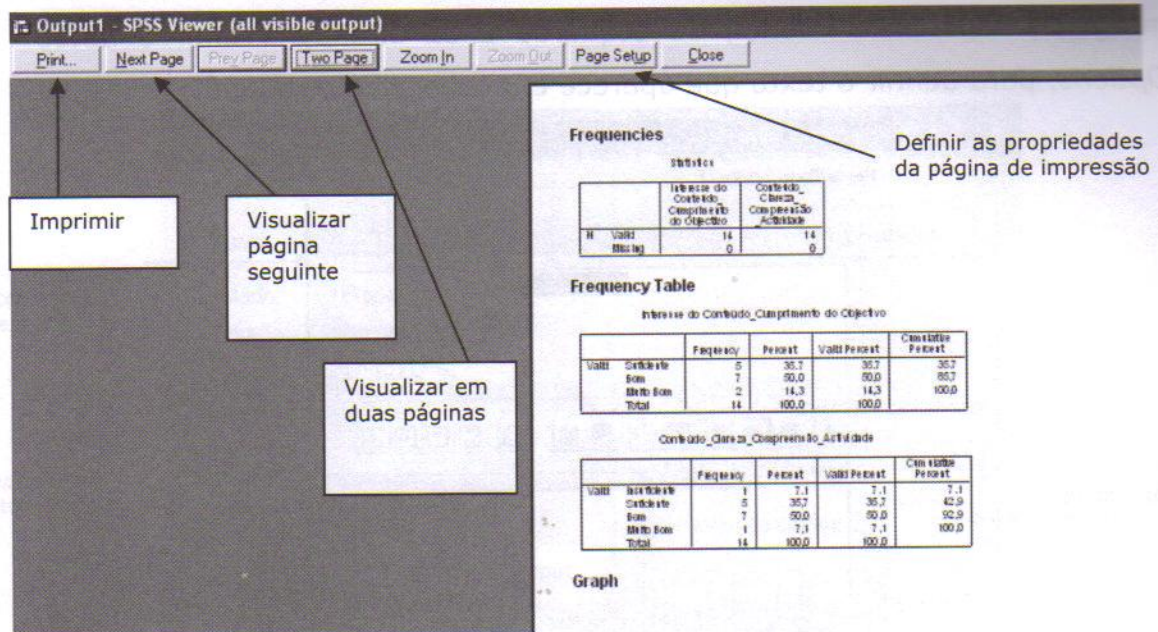 Output1 - SPSS Viewer (all visible output)
Print... Next Page Prev Page Two Page Zoom In Zoom Out Page Setup Close
Definir as propriedades
da página de impressão
Imprimir
Visualizar
página
seguinte
Visualizar em
duas páginas
Frequencies
Statistics
Interesse do Conteúdo_
Conteúdo_ Clareza_
Cumprimento Compreensão
do Objectivo _Actividade
N Valid 14 14
Missing 0 0
Frequency Table
Interesse do Conteúdo_Cumprimento do Objectivo
Cumulative
Frequency Percent Valid Percent Percent
Valid Suficiente 5 35,7 35,7 35,7
Bom 7 50,0 50,0 85,7
Muito Bom 2 14,3 14,3 100,0
Total 14 100,0 100,0
Conteúdo_Clareza_Compreensão_Actividade
Cumulative
Frequency Percent Valid Percent Percent
Valid Insuficiente 1 7,1 7,1 7,1
Suficiente 5 35,7 35,7 42,9
Bom 7 50,0 50,0 92,9
Muito Bom 1 7,1 7,1 100,0
Total 14 100,0 100,0
Graph